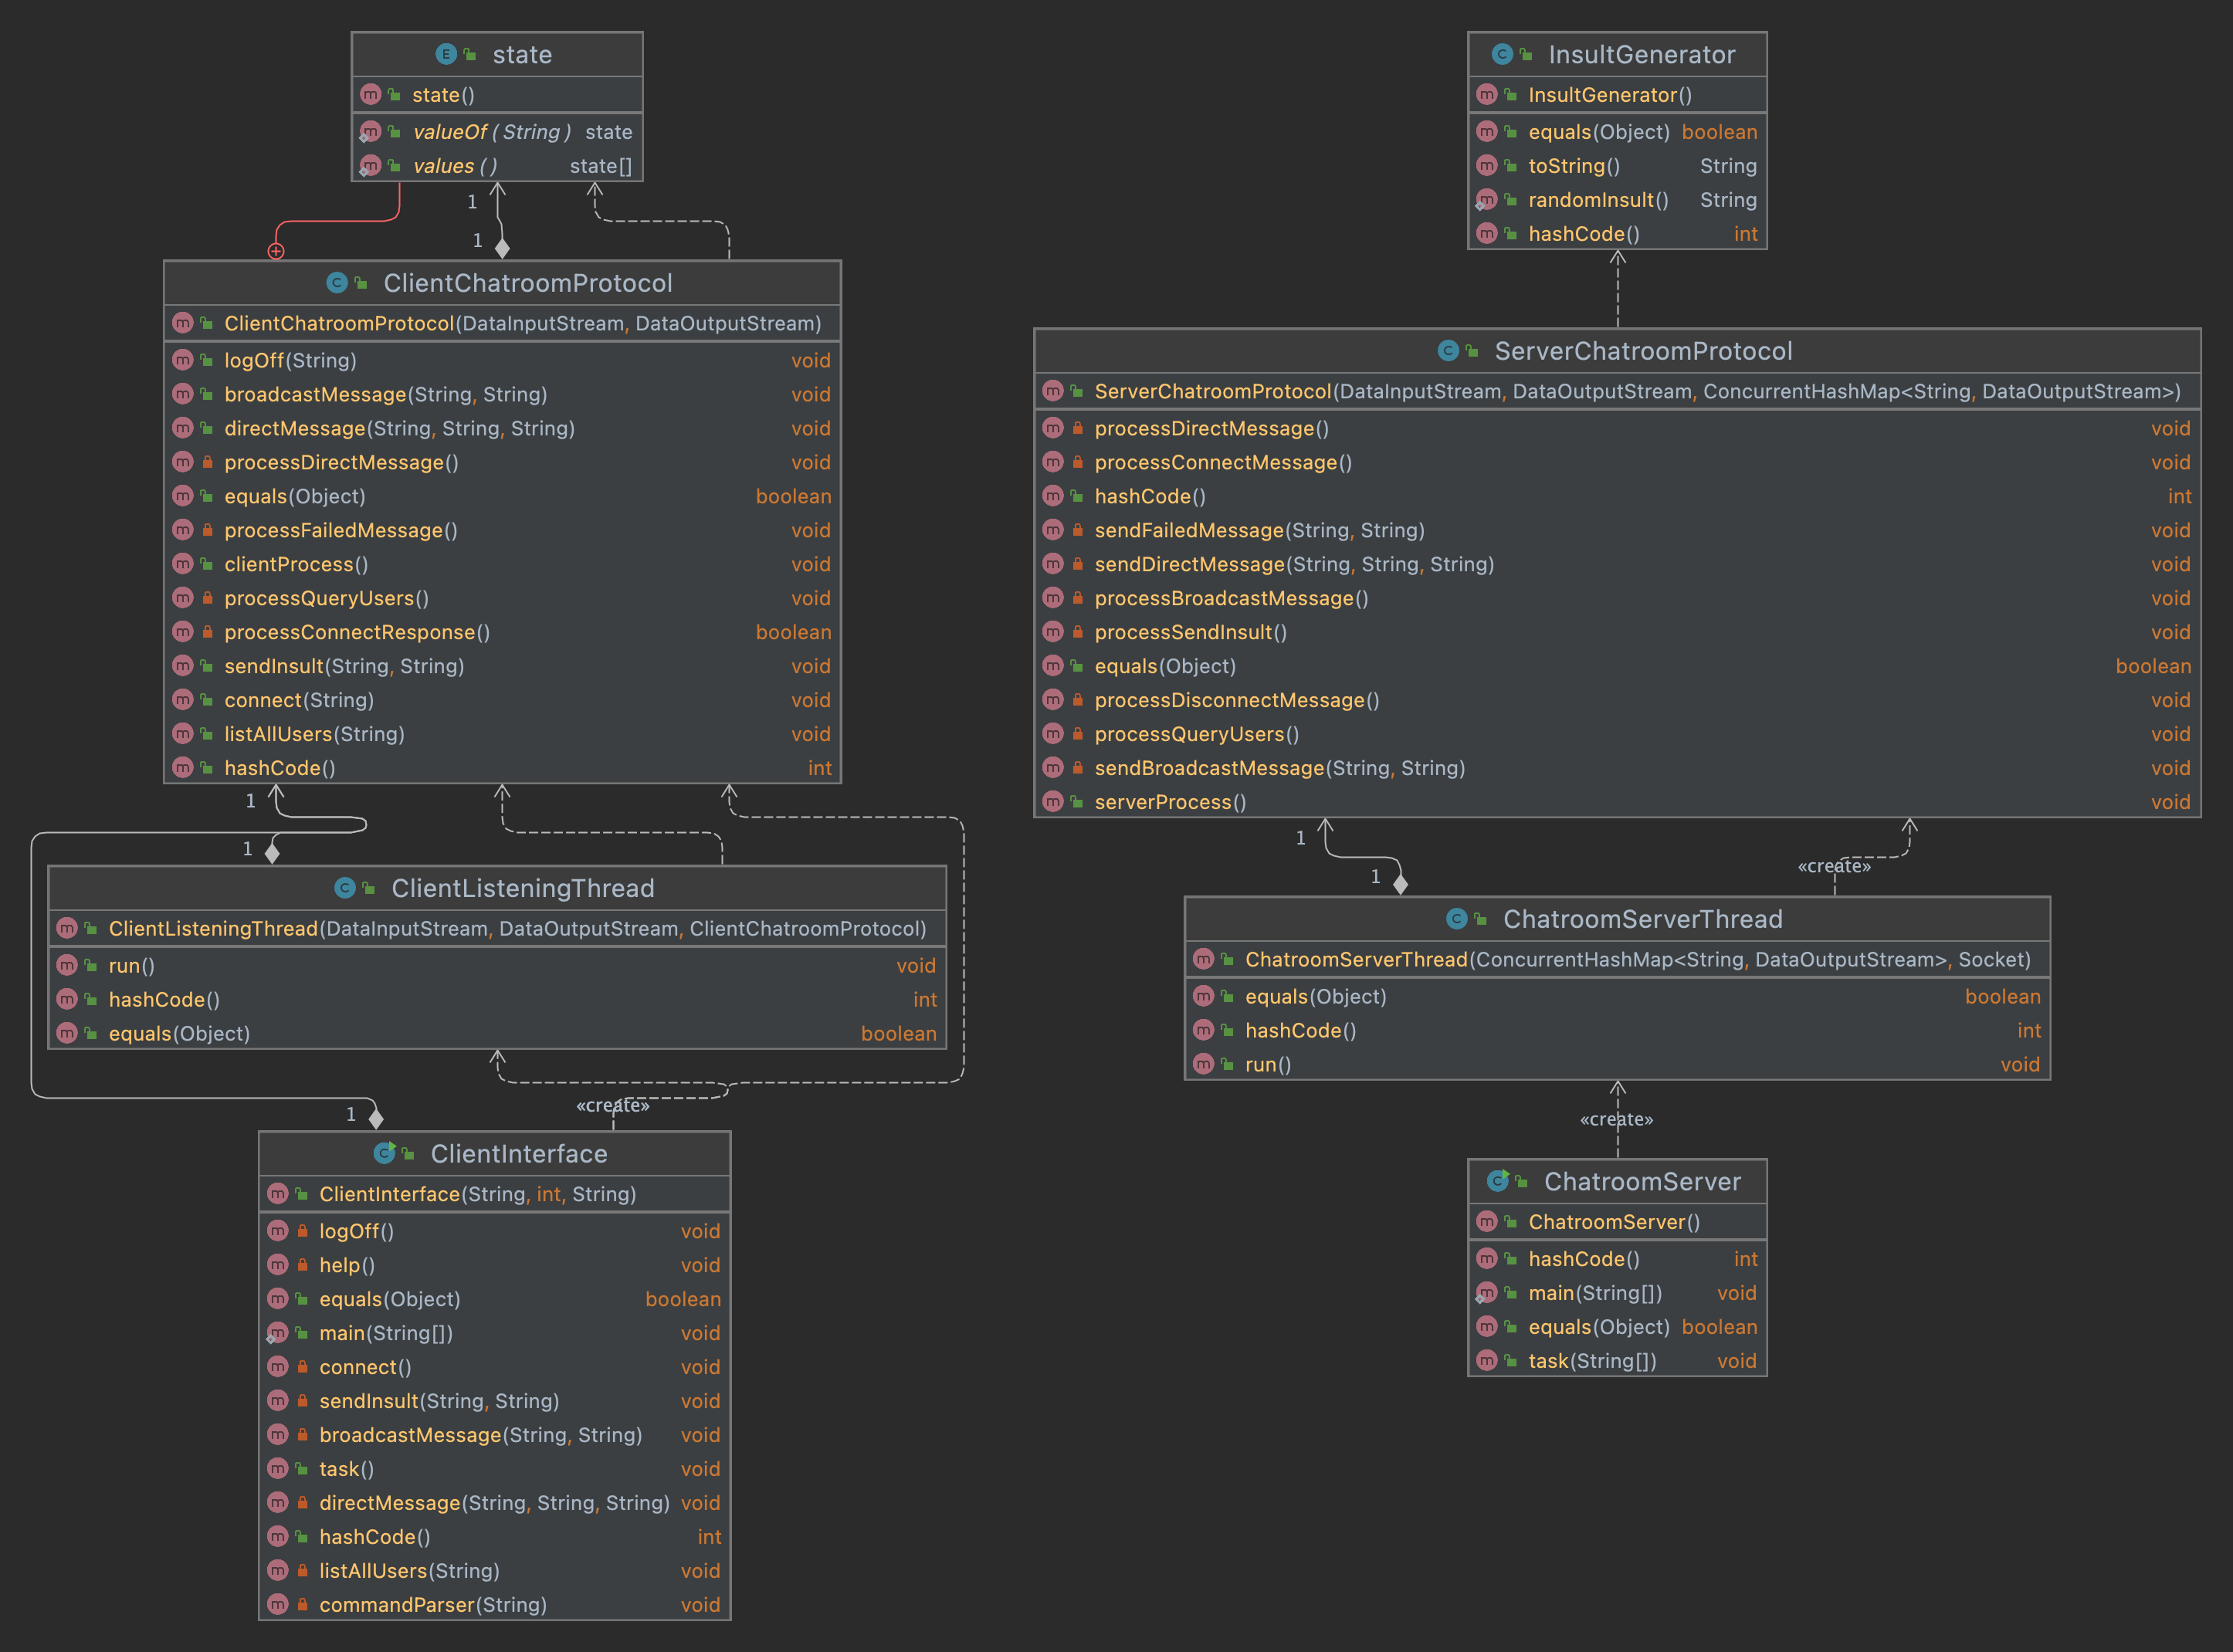 state
state()
valueOf(String) state
values() state[]
1
1
ClientChatroomProtocol
ClientChatroomProtocol(DataInputStream, DataOutputStream)
logOff(String) void
broadcastMessage(String, String) void
directMessage(String, String, String) void
processDirectMessage() void
equals(Object) boolean
processFailedMessage() void
clientProcess() void
processQueryUsers() void
processConnectResponse() boolean
sendInsult(String, String) void
connect(String) void
listAllUsers(String) void
hashCode() int
1
1
ClientListeningThread
ClientListeningThread(DataInputStream, DataOutputStream, ClientChatroomProtocol)
run() void
hashCode() int
equals(Object) boolean
«create»
1
ClientInterface
ClientInterface(String, int, String)
logOff() void
help() void
equals(Object) boolean
main(String[]) void
connect() void
sendInsult(String, String) void
broadcastMessage(String, String) void
task() void
directMessage(String, String, String) void
hashCode() int
listAllUsers(String) void
commandParser(String) void
InsultGenerator
InsultGenerator()
equals(Object) boolean
toString() String
randomInsult() String
hashCode() int
ServerChatroomProtocol
ServerChatroomProtocol(DataInputStream, DataOutputStream, ConcurrentHashMap<String, DataOutputStream>)
processDirectMessage() void
processConnectMessage() void
hashCode() int
sendFailedMessage(String, String) void
sendDirectMessage(String, String, String) void
processBroadcastMessage() void
processSendInsult() void
equals(Object) boolean
processDisconnectMessage() void
processQueryUsers() void
sendBroadcastMessage(String, String) void
serverProcess() void
1
«create»
1
ChatroomServerThread
ChatroomServerThread(ConcurrentHashMap<String, DataOutputStream>, Socket)
equals(Object) boolean
hashCode() int
run() void
«create»
ChatroomServer
ChatroomServer()
hashCode() int
main(String[]) void
equals(Object) boolean
task(String[]) void